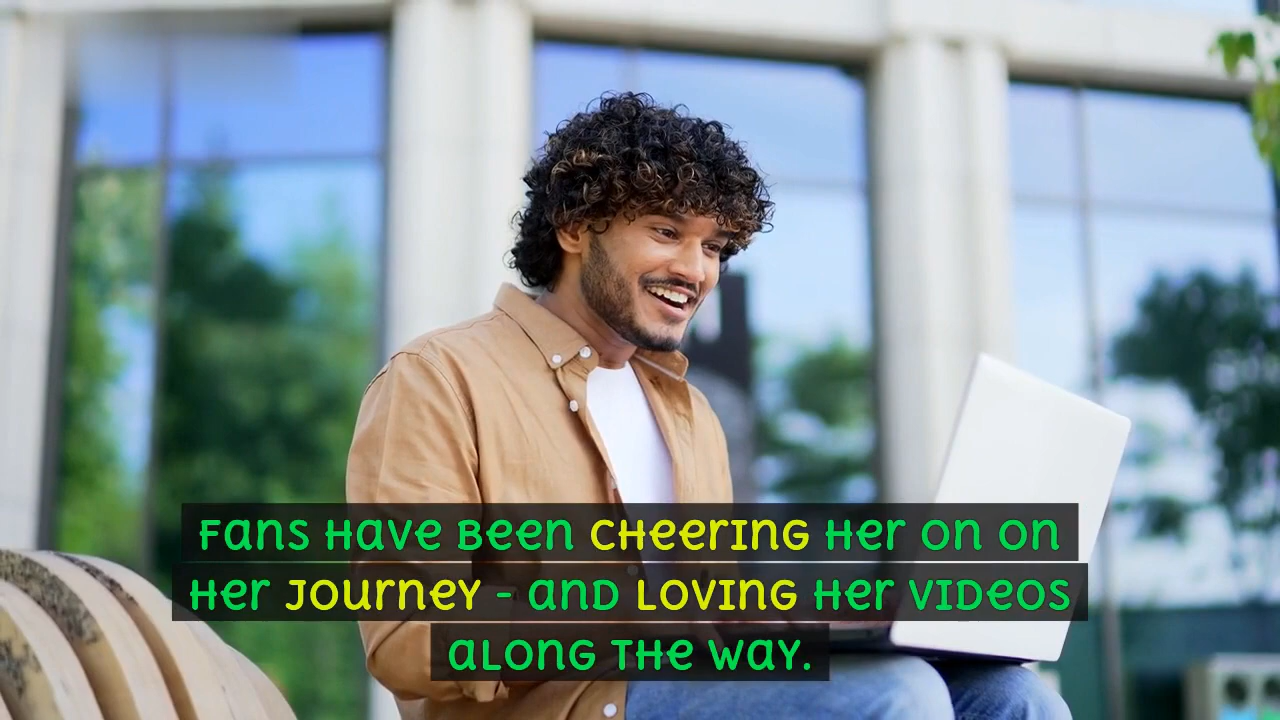 Fans have been cheering her on on
her journey - and loving her videos
along the way.